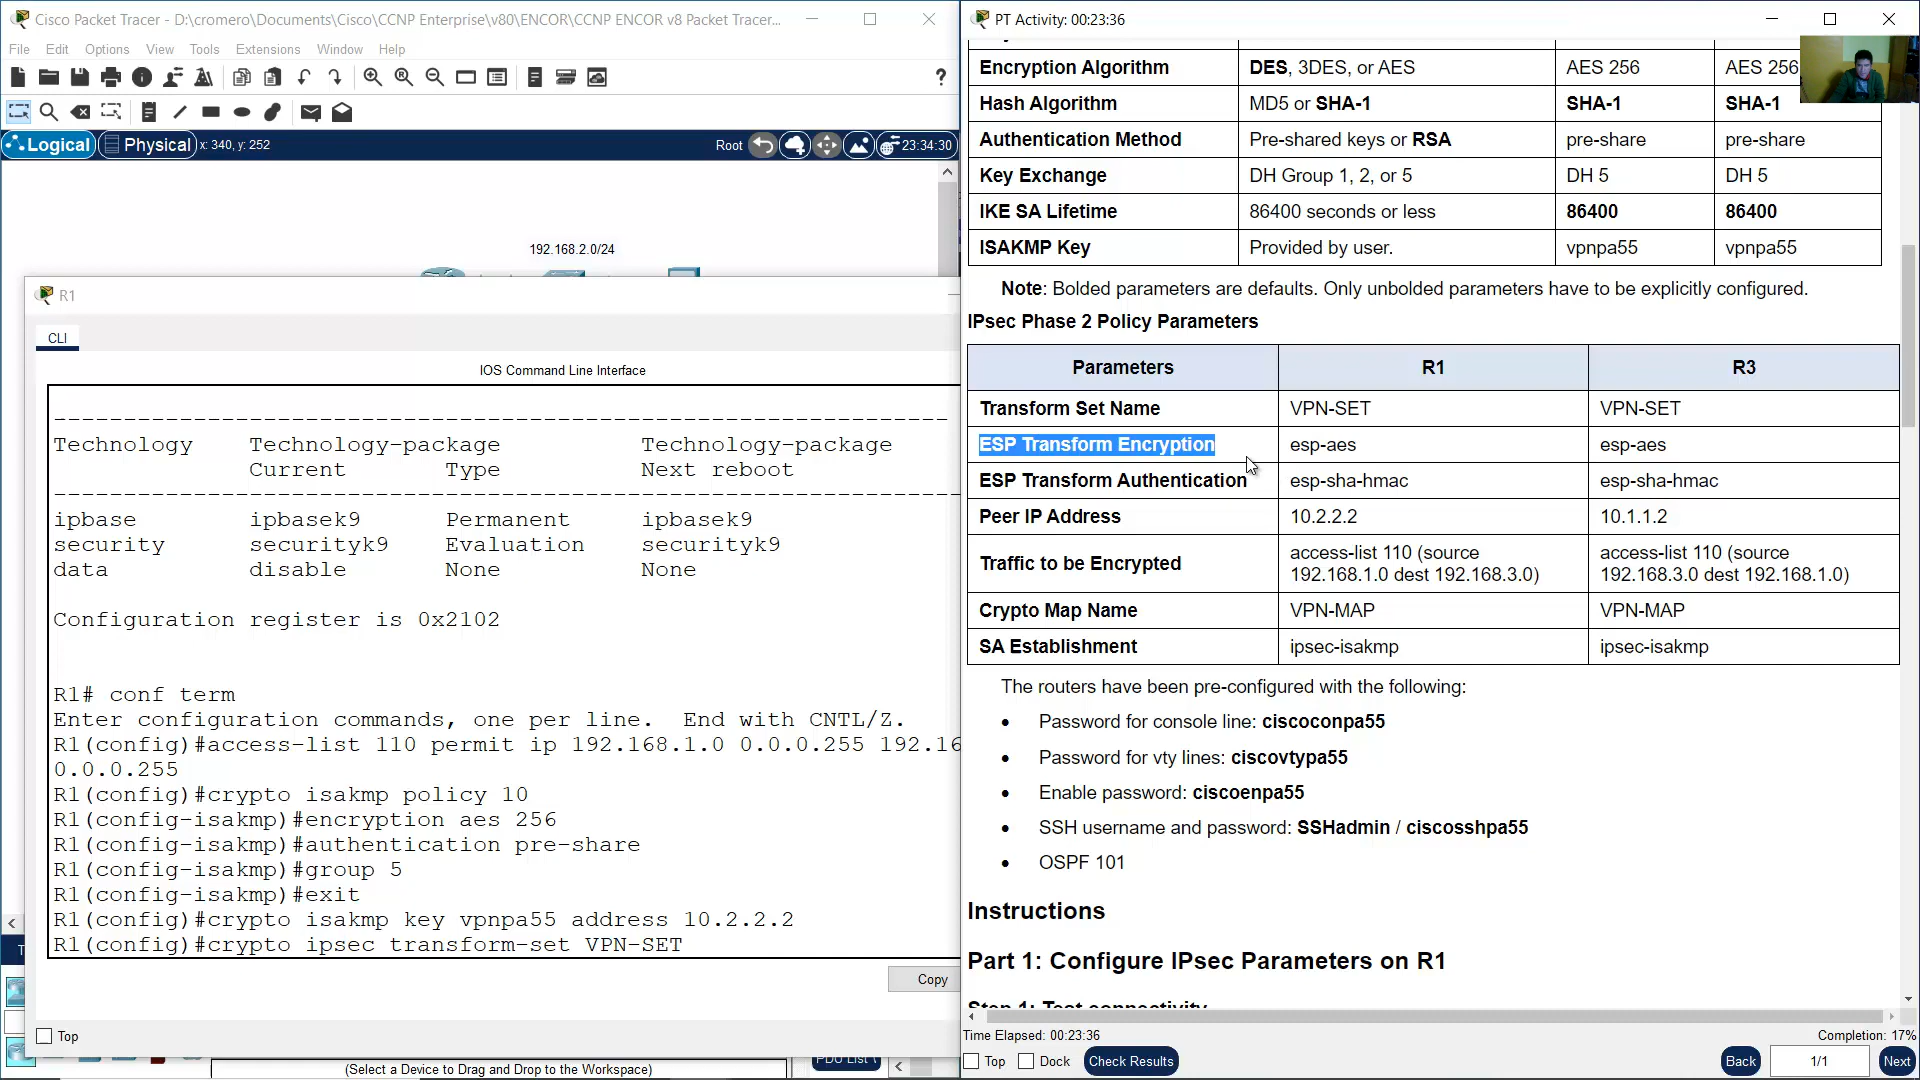 Cisco Packet Tracer - D:\cromero\Documents\Cisco\CCNP Enterprise\v80\ENCOR\CCNP ENCOR v8 Packet Tracer...
File Edit Options View Tools Extensions Window Help
?
Logical Physical x: 340, y: 252
Root 23:34:30
192.168.2.0/24
R1
CLI
IOS Command Line Interface
------------------------------------------------------------------
Technology Technology-package Technology-package
Current Type Next reboot
------------------------------------------------------------------
ipbase ipbasek9 Permanent ipbasek9
security securityk9 Evaluation securityk9
data disable None None
Configuration register is 0x2102
R1# conf term
Enter configuration commands, one per line. End with CNTL/Z.
R1(config)#access-list 110 permit ip 192.168.1.0 0.0.0.255 192.16
0.0.0.255
R1(config)#crypto isakmp policy 10
R1(config-isakmp)#encryption aes 256
R1(config-isakmp)#authentication pre-share
R1(config-isakmp)#group 5
R1(config-isakmp)#exit
R1(config)#crypto isakmp key vpnpa55 address 10.2.2.2
R1(config)#crypto ipsec transform-set VPN-SET
Copy
Top
(Select a Device to Drag and Drop to the Workspace)
PT Activity: 00:23:36
Encryption Algorithm DES, 3DES, or AES AES 256 AES 256
Hash Algorithm MD5 or SHA-1 SHA-1 SHA-1
Authentication Method Pre-shared keys or RSA pre-share pre-share
Key Exchange DH Group 1, 2, or 5 DH 5 DH 5
IKE SA Lifetime 86400 seconds or less 86400 86400
ISAKMP Key Provided by user. vpnpa55 vpnpa55
Note: Bolded parameters are defaults. Only unbolded parameters have to be explicitly configured.
IPsec Phase 2 Policy Parameters
Parameters R1 R3
Transform Set Name VPN-SET VPN-SET
ESP Transform Encryption esp-aes esp-aes
ESP Transform Authentication esp-sha-hmac esp-sha-hmac
Peer IP Address 10.2.2.2 10.1.1.2
Traffic to be Encrypted access-list 110 (source 192.168.1.0 dest 192.168.3.0) access-list 110 (source 192.168.3.0 dest 192.168.1.0)
Crypto Map Name VPN-MAP VPN-MAP
SA Establishment ipsec-isakmp ipsec-isakmp
The routers have been pre-configured with the following:
• Password for console line: ciscoconpa55
• Password for vty lines: ciscovtypa55
• Enable password: ciscoenpa55
• SSH username and password: SSHadmin / ciscosshpa55
• OSPF 101
Instructions
Part 1: Configure IPsec Parameters on R1
Step 1: Test connectivity
Time Elapsed: 00:23:36 Completion: 17%
Top Dock Check Results Back 1/1 Next